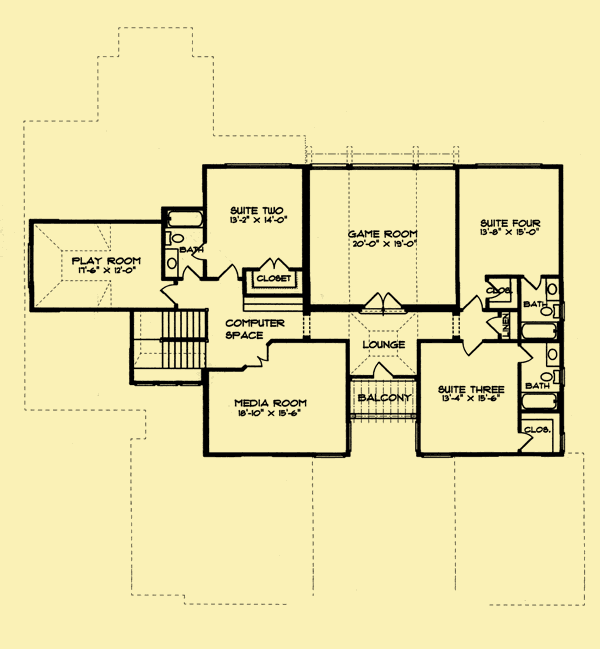 SUITE TWO
13'-2" X 14'-0"
BATH
PLAY ROOM
17'-6" X 12'-0"
CLOSET
GAME ROOM
20'-0" X 19'-0"
SUITE FOUR
13'-8" X 15'-0"
CLOS.
BATH
LINEN
COMPUTER
SPACE
LOUNGE
MEDIA ROOM
18'-10" X 15'-6"
BALCONY
SUITE THREE
13'-4" X 15'-6"
BATH
CLOS.